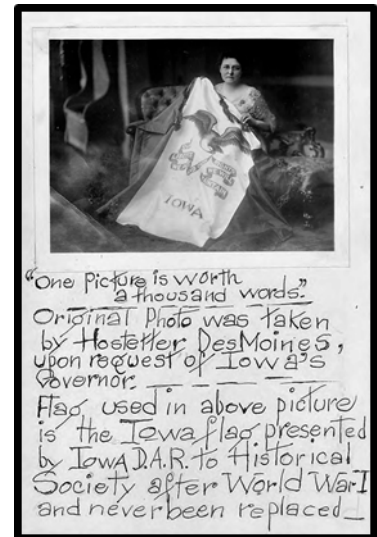 IOWA
"One Picture is worth
a thousand words."
Original Photo was taken
by Hostetler DesMoines,
upon request of Iowa's
Governor.
Flag used in above picture
is the Iowa flag presented
by Iowa D.A.R. to Historical
Society after World War I
and never been replaced